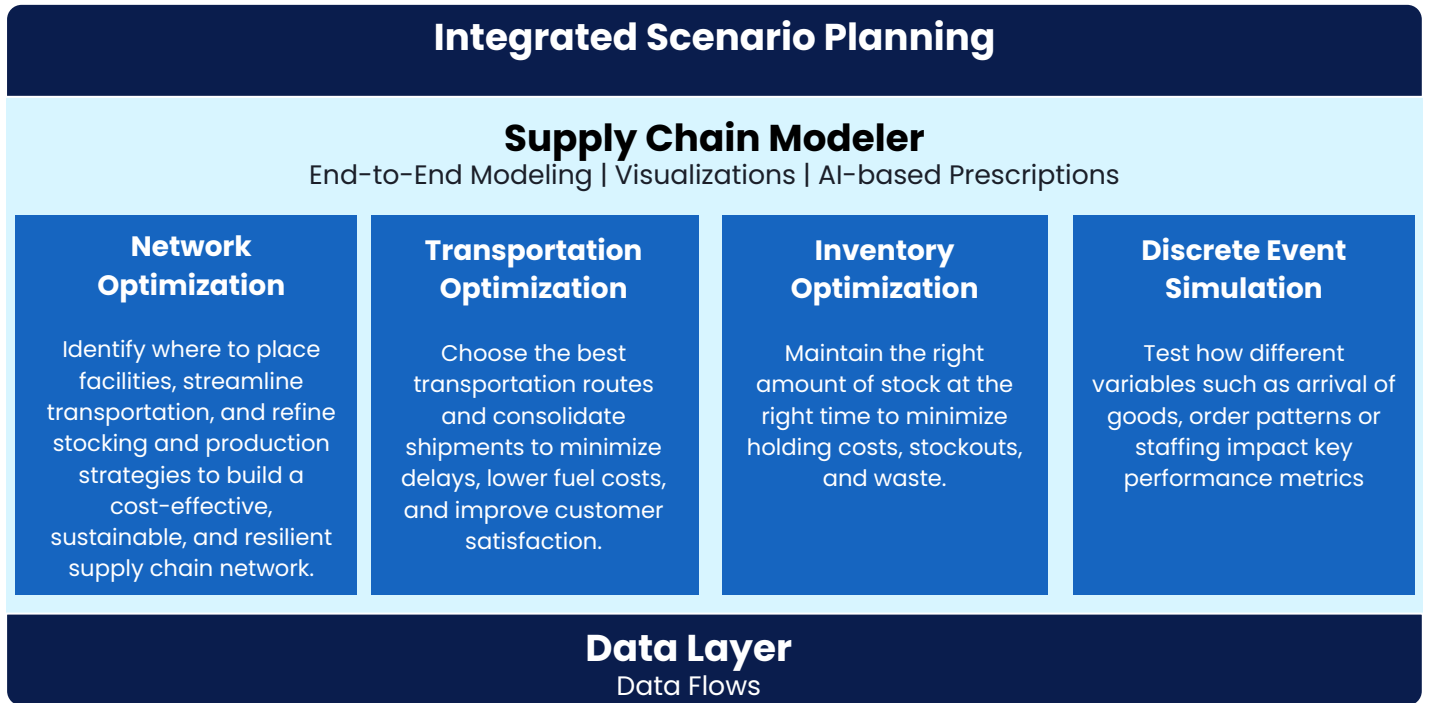 Integrated Scenario Planning
Supply Chain Modeler
End-to-End Modeling | Visualizations | AI-based Prescriptions
Network
Optimization
Identify where to place
facilities, streamline
transportation, and refine
stocking and production
strategies to build a
cost-effective,
sustainable, and resilient
supply chain network.
Transportation
Optimization
Choose the best
transportation routes
and consolidate
shipments to minimize
delays, lower fuel costs,
and improve customer
satisfaction.
Inventory
Optimization
Maintain the right
amount of stock at the
right time to minimize
holding costs, stockouts,
and waste.
Discrete Event
Simulation
Test how different
variables such as arrival of
goods, order patterns or
staffing impact key
performance metrics
Data Layer
Data Flows